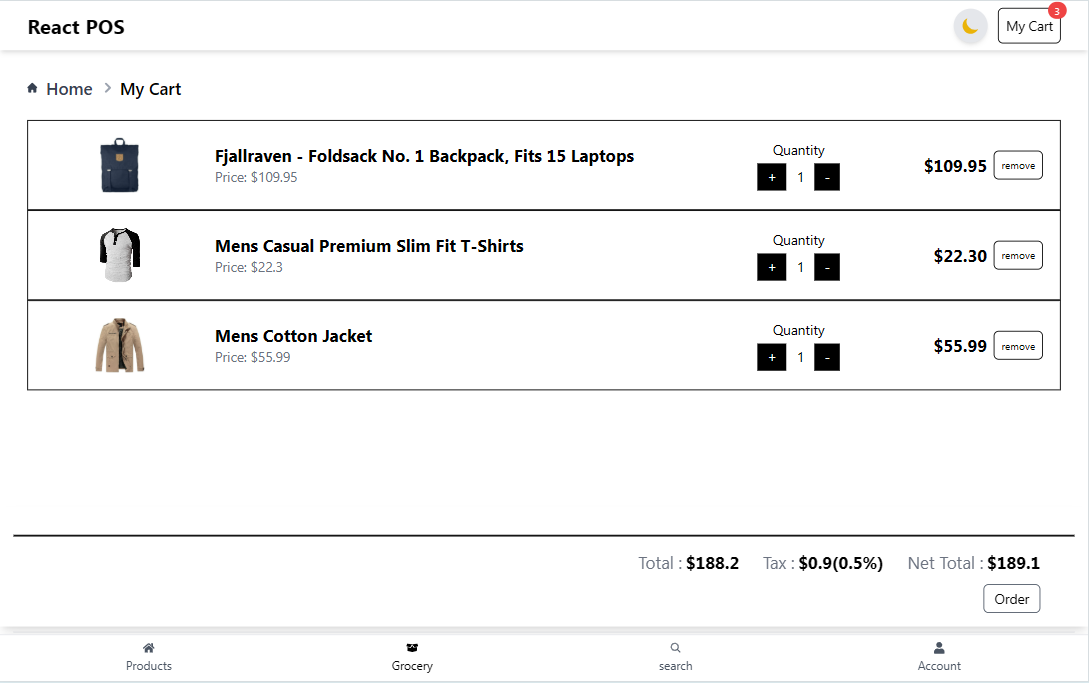 React POS
My Cart
3
Home
My Cart
Fjallraven - Foldsack No. 1 Backpack, Fits 15 Laptops
Price: $109.95
Quantity
+ 1 -
$109.95 remove
Mens Casual Premium Slim Fit T-Shirts
Price: $22.3
Quantity
+ 1 -
$22.30 remove
Mens Cotton Jacket
Price: $55.99
Quantity
+ 1 -
$55.99 remove
Total : $188.2 Tax : $0.9(0.5%) Net Total : $189.1
Order
Products Grocery search Account